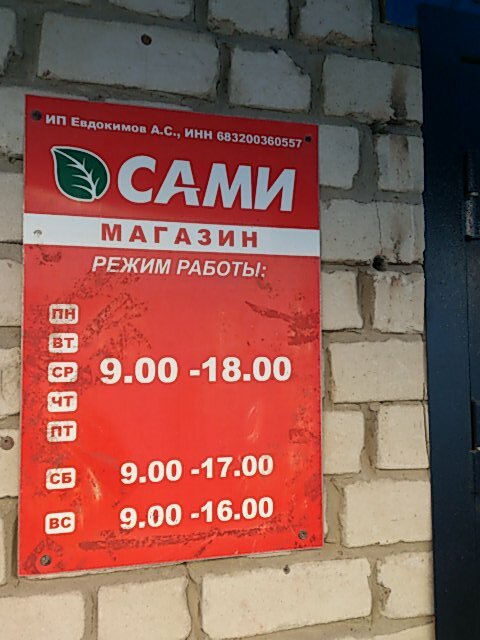 ИП Евдокимов А.С., ИНН 683200360557
САМИ
МАГАЗИН
РЕЖИМ РАБОТЫ:
ПН
ВТ
СР 9.00 -18.00
ЧТ
ПТ
СБ 9.00 -17.00
ВС 9.00 -16.00